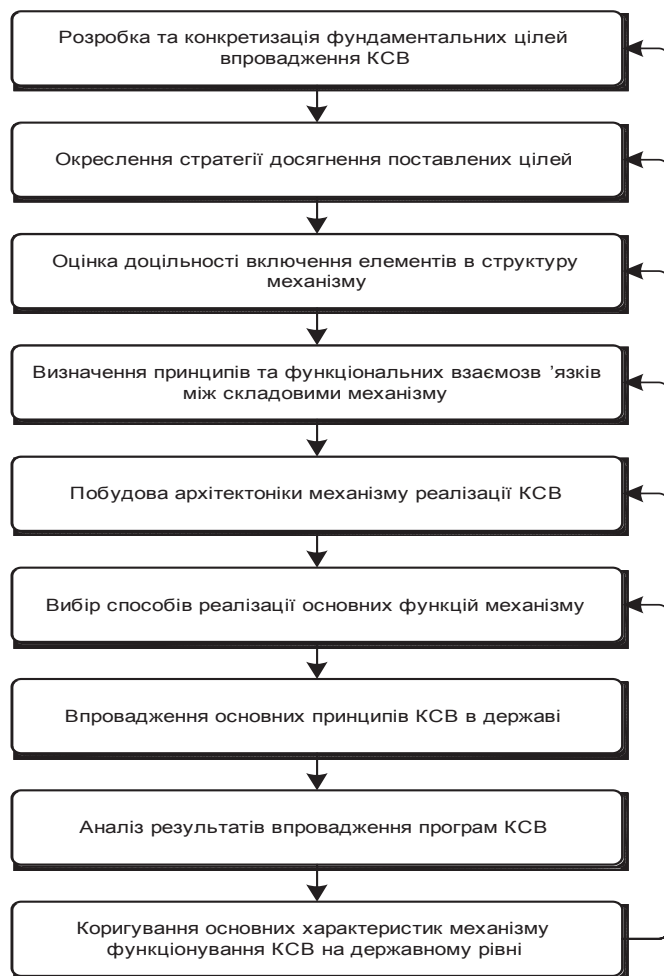 Розробка та конкретизація фундаментальних цілей
впровадження КСВ
Окреслення стратегії досягнення поставлених цілей
Оцінка доцільності включення елементів в структуру
механізму
Визначення принципів та функціональних взаємозв ’язків
між складовими механізму
Побудова архітектоніки механізму реалізації КСВ
Вибір способів реалізації основних функцій механізму
Впровадження основних принципів КСВ в державі
Аналіз результатів впровадження програм КСВ
Коригування основних характеристик механізму
функціонування КСВ на державному рівні